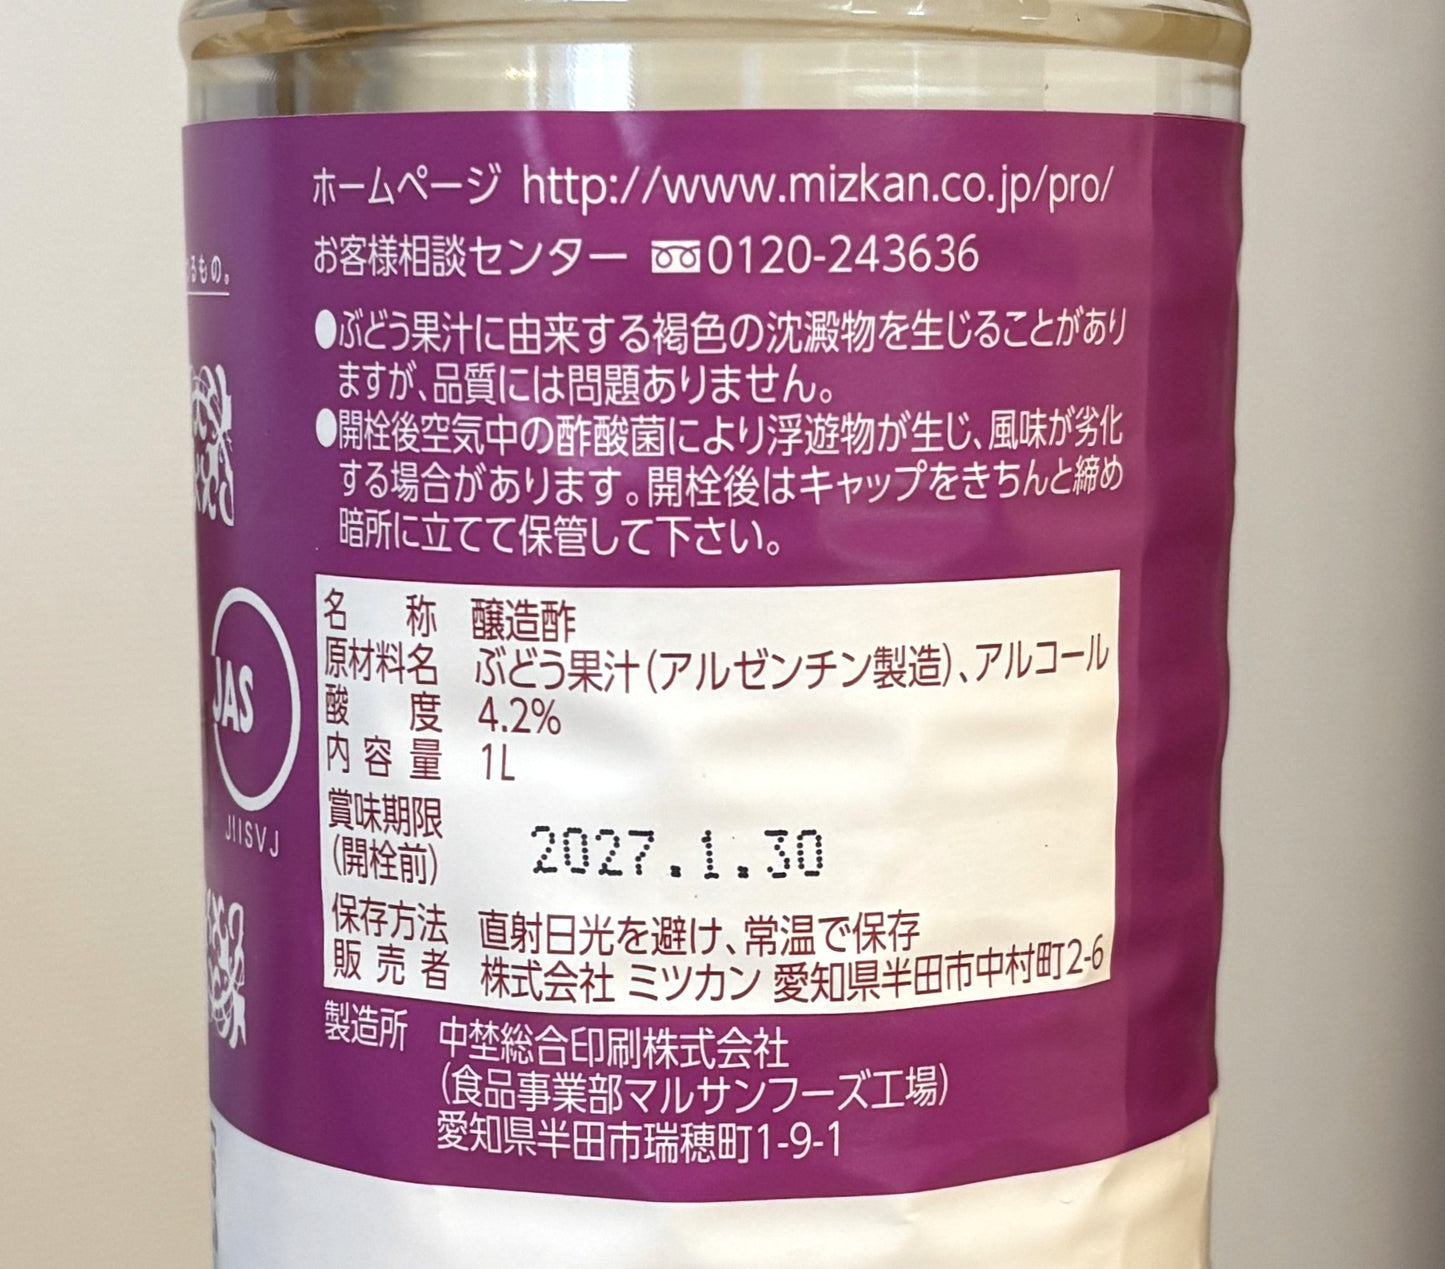 ホームページ http://www.mizkan.co.jp/pro/
お客様相談センター 0120-243636
るもの。
●ぶどう果汁に由来する褐色の沈澱物を生じることがあり
ますが、品質には問題ありません。
●開栓後空気中の酢酸菌により浮遊物が生じ、風味が劣化
する場合があります。開栓後はキャップをきちんと締め
暗所に立てて保管して下さい。
JAS
JIISVJ
名称 醸造酢
原材料名 ぶどう果汁(アルゼンチン製造)、アルコール
酸度 4.2%
内容量 1L
賞味期限
(開栓前) 2027.1.30
保存方法 直射日光を避け、常温で保存
販売者 株式会社 ミツカン 愛知県半田市中村町2-6
製造所 中埜総合印刷株式会社
(食品事業部マルサンフーズ工場)
愛知県半田市瑞穂町1-9-1